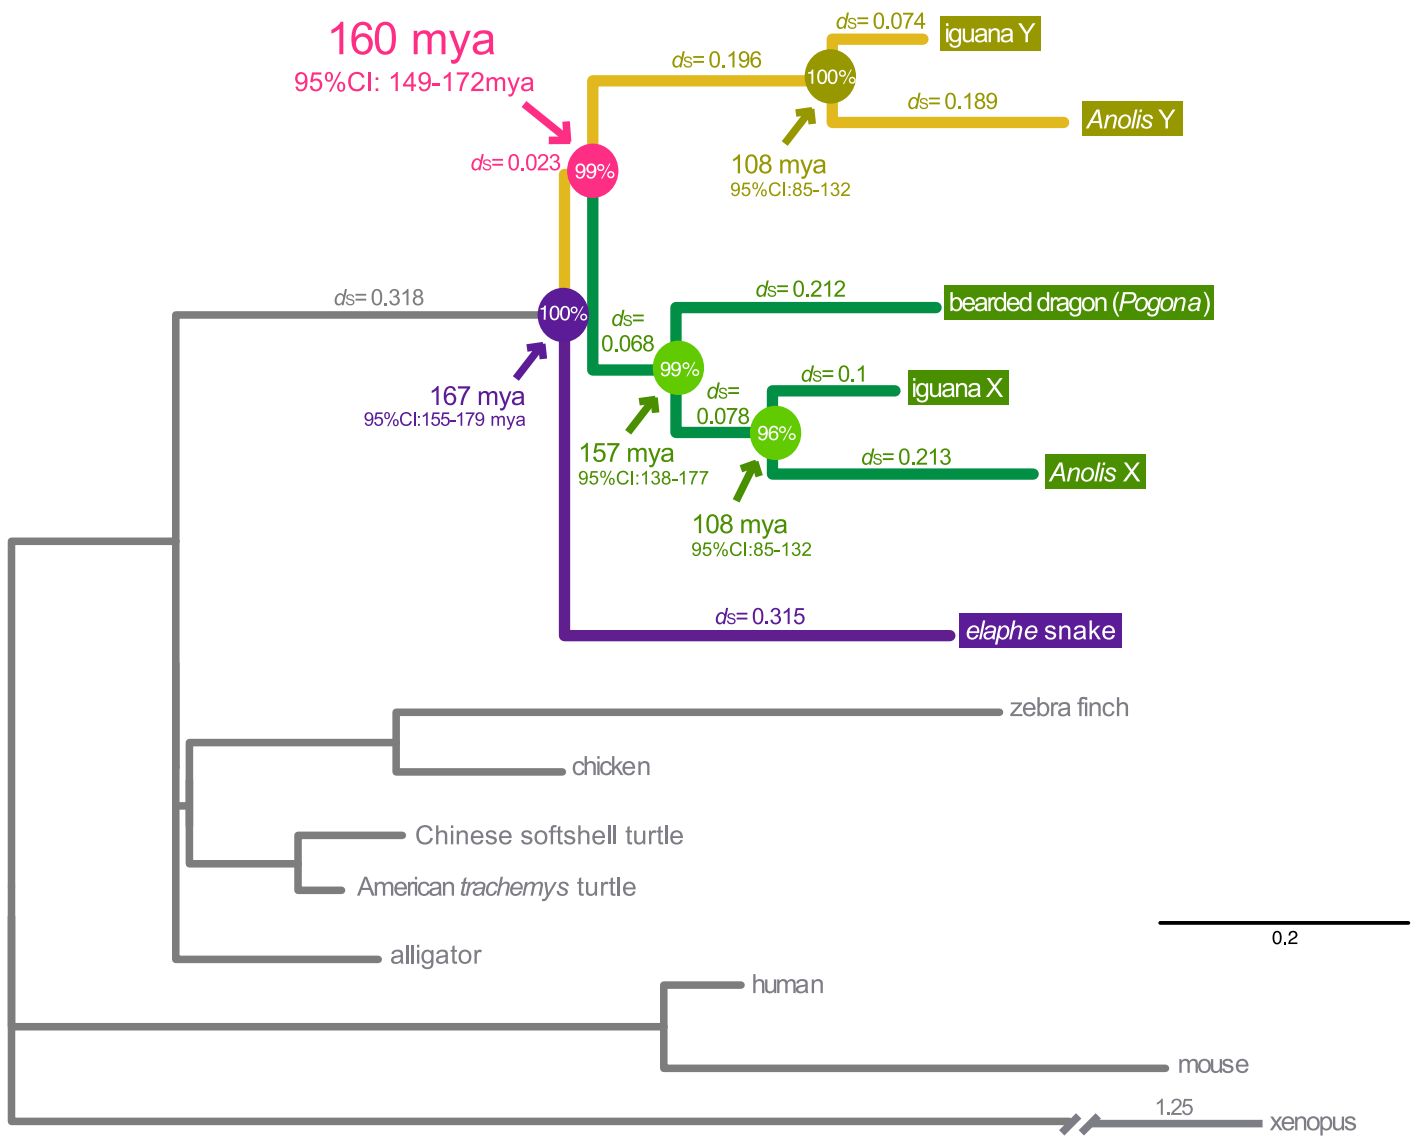 160 mya
95%CI: 149-172mya
ds= 0.074
iguana Y
ds= 0.196
100%
ds= 0.189
Anolis Y
108 mya
95%CI:85-132
ds= 0.023
99%
ds= 0.318
100%
ds= 0.212
bearded dragon (Pogona)
ds=
0.068
99%
ds= 0.1
iguana X
ds=
0.078
96%
167 mya
95%CI:155-179 mya
157 mya
95%CI:138-177
ds= 0.213
Anolis X
108 mya
95%CI:85-132
ds= 0.315
elaphe snake
zebra finch
chicken
Chinese softshell turtle
American trachemys turtle
0.2
alligator
human
mouse
1.25
xenopus